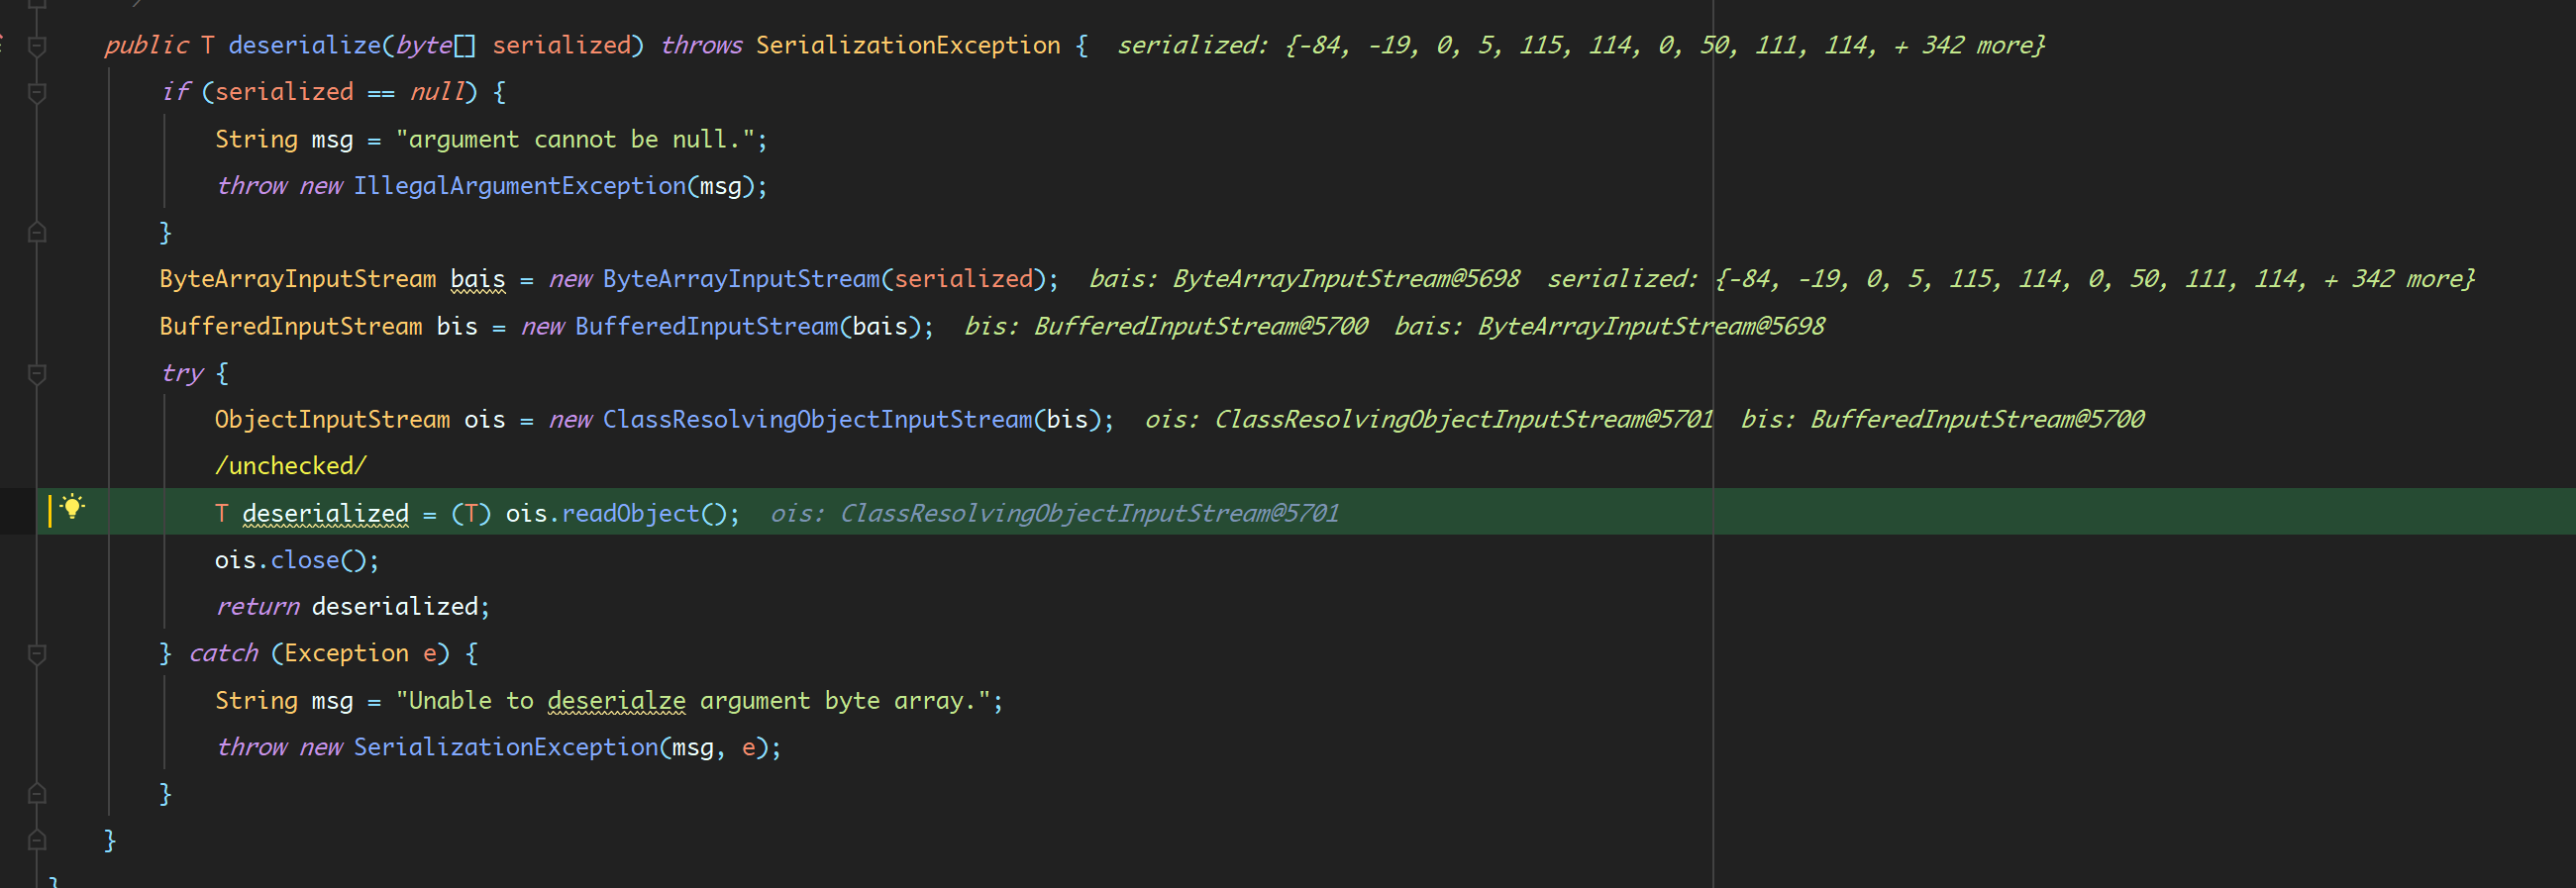 public T deserialize(byte[] serialized) throws SerializationException {  serialized: {-84, -19, 0, 5, 115, 114, 0, 50, 111, 114, + 342 more}
if (serialized == null) {
String msg = "argument cannot be null.";
throw new IllegalArgumentException(msg);
}
ByteArrayInputStream bais = new ByteArrayInputStream(serialized);  bais: ByteArrayInputStream@5698  serialized: {-84, -19, 0, 5, 115, 114, 0, 50, 111, 114, + 342 more}
BufferedInputStream bis = new BufferedInputStream(bais);  bis: BufferedInputStream@5700  bais: ByteArrayInputStream@5698
try {
ObjectInputStream ois = new ClassResolvingObjectInputStream(bis);  ois: ClassResolvingObjectInputStream@5701  bis: BufferedInputStream@5700
/unchecked/
T deserialized = (T) ois.readObject();  ois: ClassResolvingObjectInputStream@5701
ois.close();
return deserialized;
} catch (Exception e) {
String msg = "Unable to deserialze argument byte array.";
throw new SerializationException(msg, e);
}
}
}